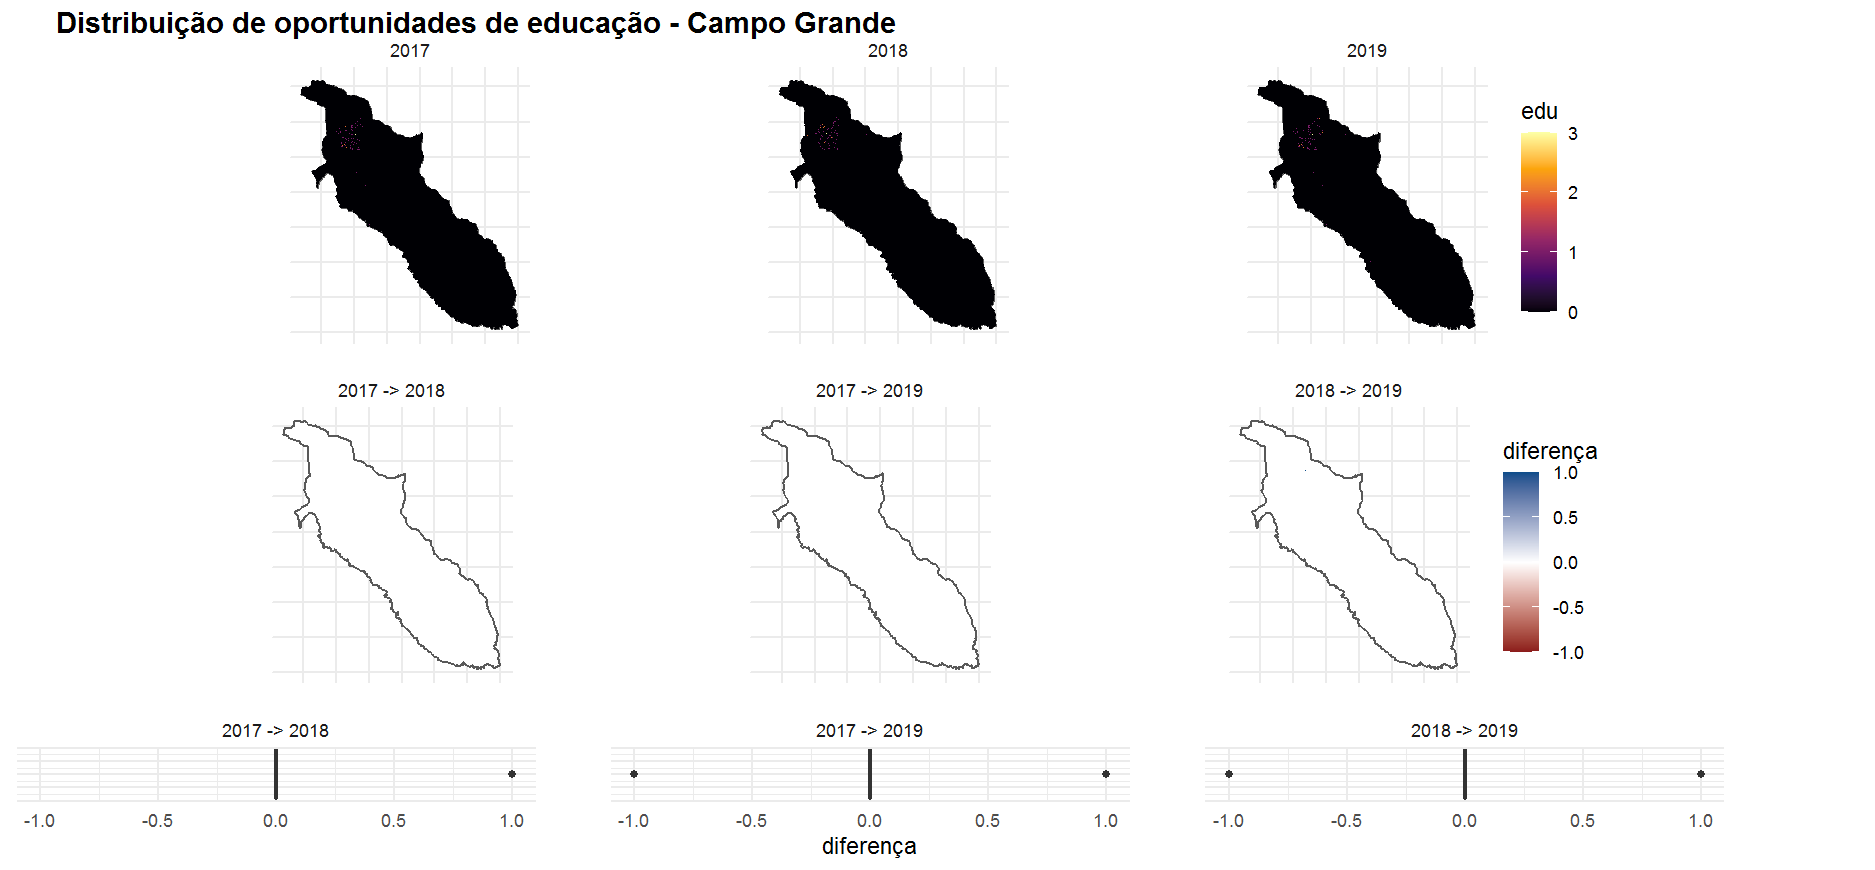 Distribuição de oportunidades de educação - Campo Grande
2017
2018
2019
edu
3
2
1
0
2017 -> 2018
2017 -> 2019
2018 -> 2019
diferença
1.0
0.5
0.0
-0.5
-1.0
2017 -> 2018
2017 -> 2019
2018 -> 2019
-1.0 -0.5 0.0 0.5 1.0
-1.0 -0.5 0.0 0.5 1.0
-1.0 -0.5 0.0 0.5 1.0
diferença